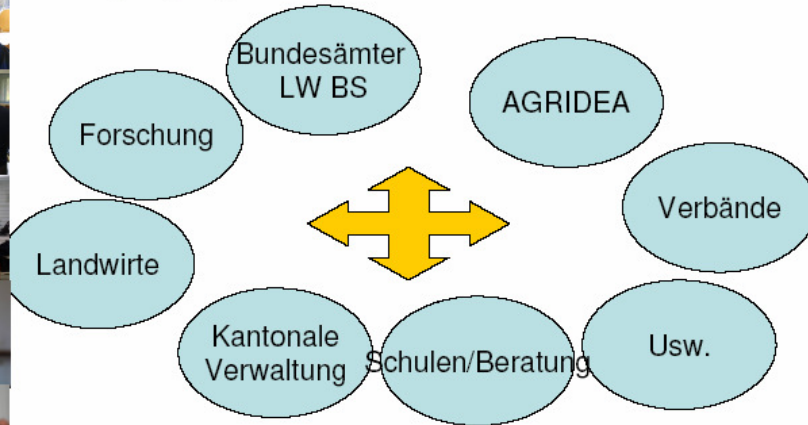 Bundesämter
LW BS
AGRIDEA
Forschung
Verbände
Landwirte
Kantonale
Verwaltung
Schulen/Beratung
Usw.